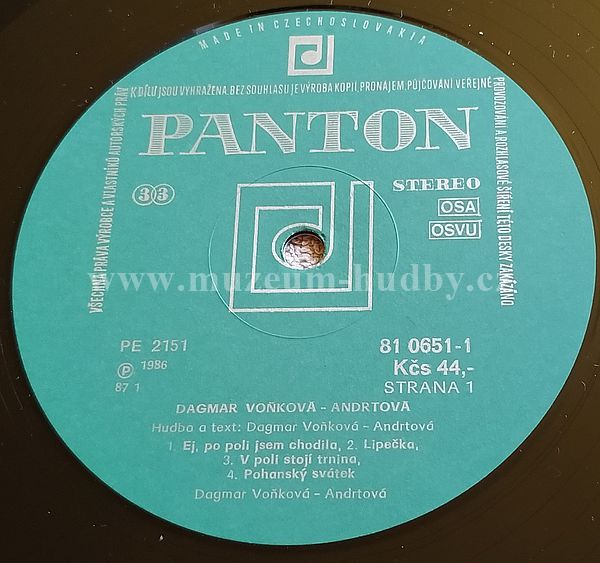 MADE IN CZECHOSLOVAKIA
VŠECHNA PRÁVA VÝROBCE A VLASTNÍKŮ AUTORSKÝCH PRÁV
K DÍLU JSOU VYHRAŽENA. BEZ SOUHLASU JE VÝROBA KOPIÍ, PRONÁJEM, PŮJČOVÁNÍ VEŘEJNÉ
PROVOZOVÁNÍ A ROZHLASOVÉ ŠÍŘENÍ TÉTO DESKY ZAKÁZÁNO
PANTON
33
STEREO
OSA
OSVU
www.muzeum-hudby.cz
PE 2151
81 0651-1
Ⓟ 1986
Kčs 44,-
87 1
STRANA 1
DAGMAR VOŇKOVÁ - ANDRTOVÁ
Hudba a text: Dagmar Voňková - Andrtová
1. Ej, po poli jsem chodila, 2. Lipečka,
3. V poli stojí trnina,
4. Pohanský svátek
Dagmar Voňková - Andrtová